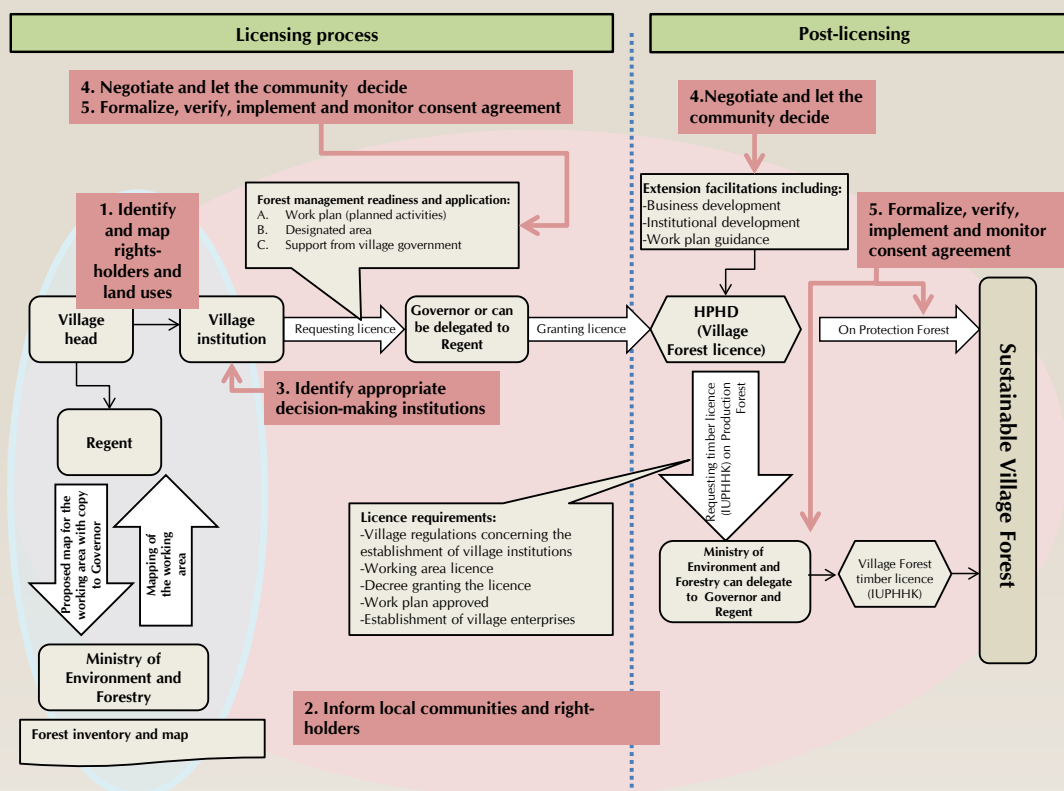 Licensing process
Post-licensing
4. Negotiate and let the community decide
5. Formalize, verify, implement and monitor consent agreement
4.Negotiate and let the
community decide
1. Identify
and map
rights-
holders and
land uses
Forest management readiness and application:
A. Work plan (planned activities)
B. Designated area
C. Support from village government
Extension facilitations including:
-Business development
-Institutional development
-Work plan guidance
5. Formalize, verify,
implement and monitor
consent agreement
Village
head
Village
institution
Requesting licence
Governor or can
be delegated to
Regent
Granting licence
HPHD
(Village
Forest licence)
On Protection Forest
Sustainable Village Forest
3. Identify appropriate
decision-making institutions
Regent
Requesting timber licence
(IUPHHK) on Production
Forest
Proposed map for the
working area with copy
to Governor
Mapping of
the working
area
Licence requirements:
-Village regulations concerning the
establishment of village institutions
-Working area licence
-Decree granting the licence
-Work plan approved
-Establishment of village enterprises
Ministry of
Environment and
Forestry can delegate
to Governor and
Regent
Village Forest
timber licence
(IUPHHK)
Ministry of
Environment and
Forestry
2. Inform local communities and right-
holders
Forest inventory and map